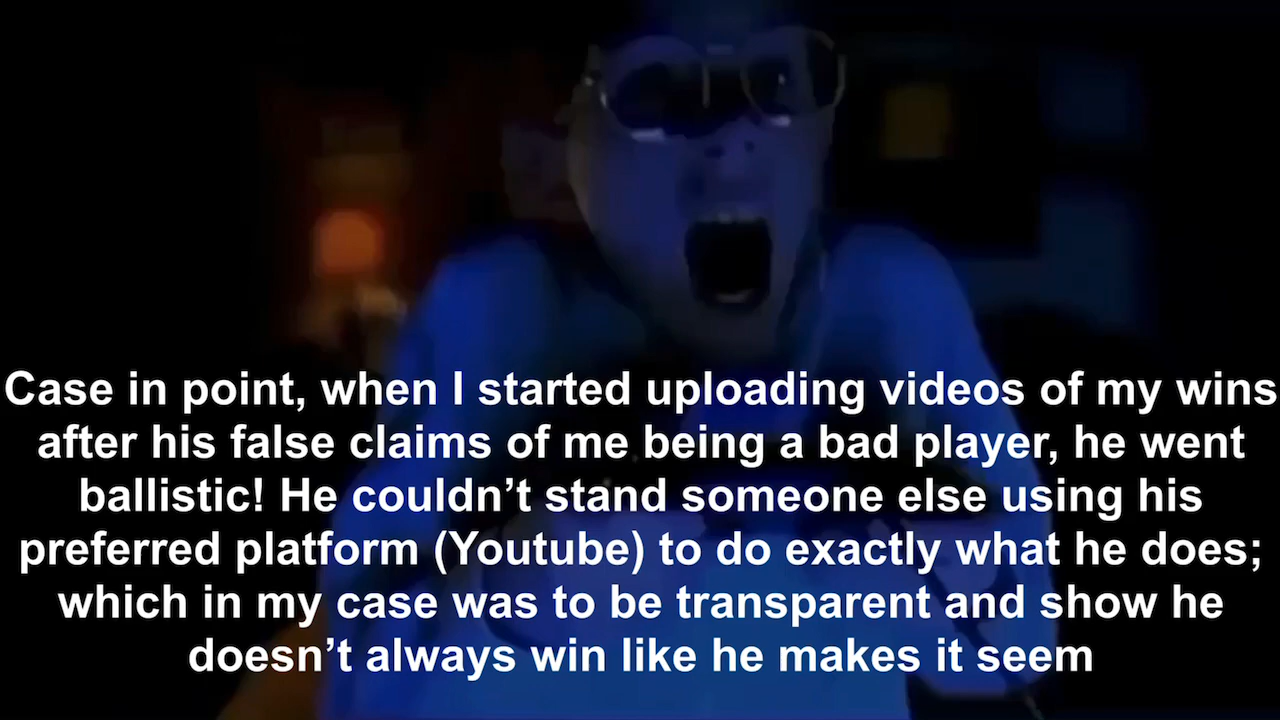 Case in point, when I started uploading videos of my wins
after his false claims of me being a bad player, he went
ballistic! He couldn’t stand someone else using his
preferred platform (Youtube) to do exactly what he does;
which in my case was to be transparent and show he
doesn’t always win like he makes it seem